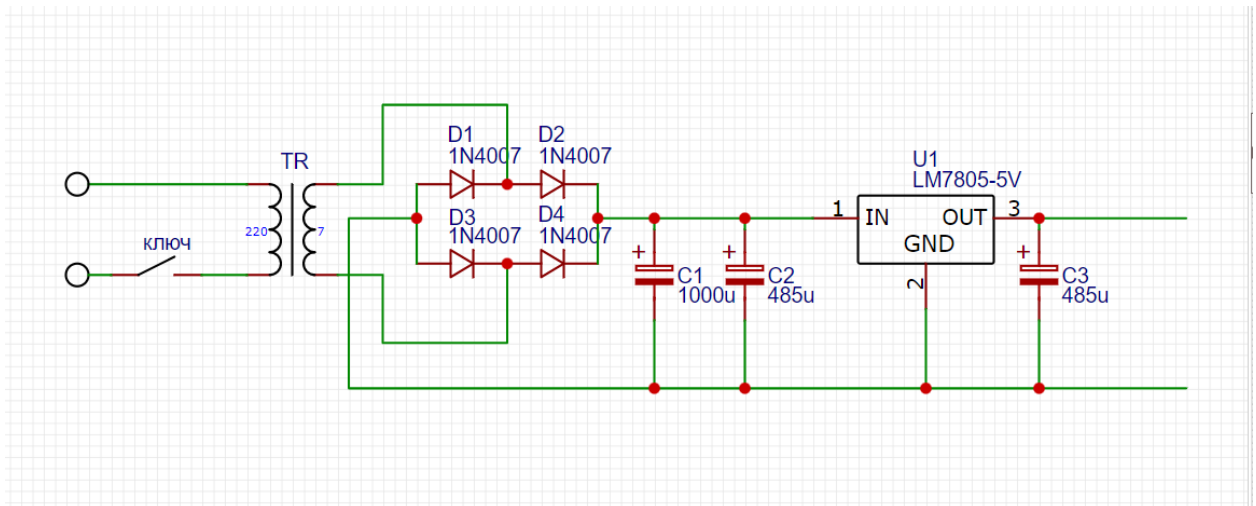 TR
220
7
ключ
D1
1N4007
D2
1N4007
D3
1N4007
D4
1N4007
C1
1000u
C2
485u
U1
LM7805-5V
1
IN
OUT
3
GND
2
C3
485u
+
+
+